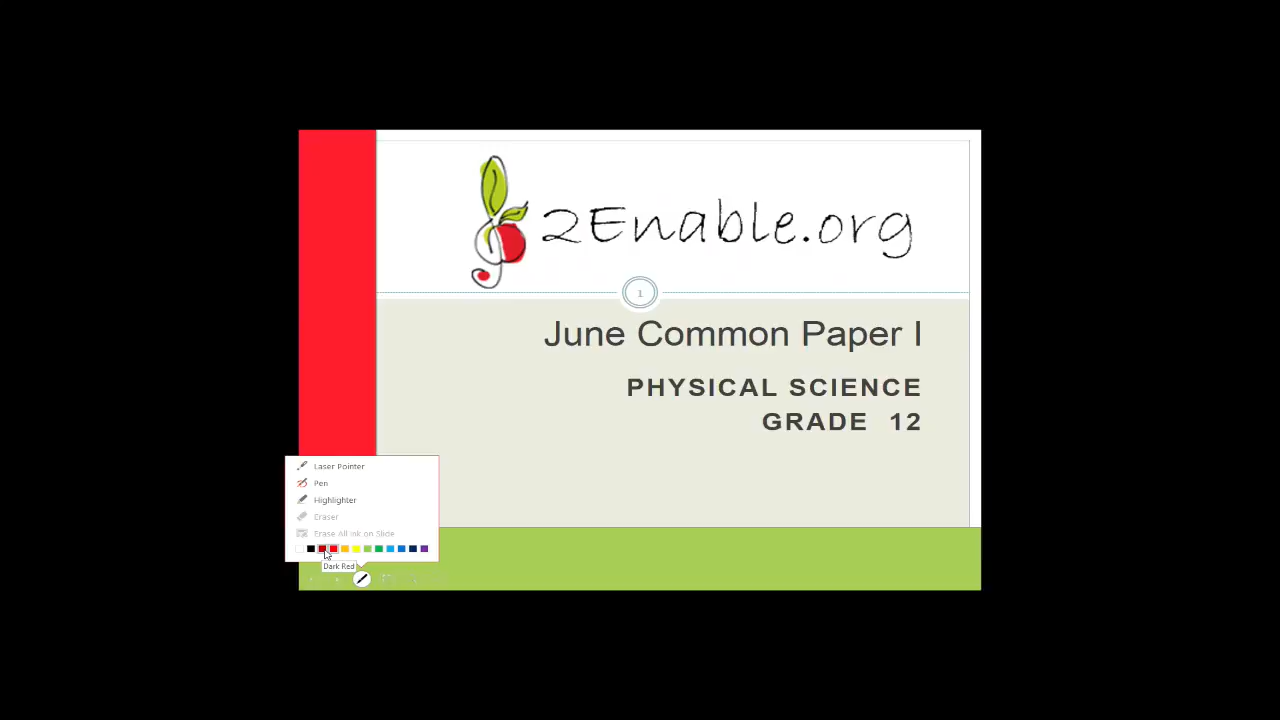 2Enable.org
1
June Common Paper I
PHYSICAL SCIENCE
GRADE 12
Laser Pointer
Pen
Highlighter
Eraser
Erase All Ink on Slide
Dark Red